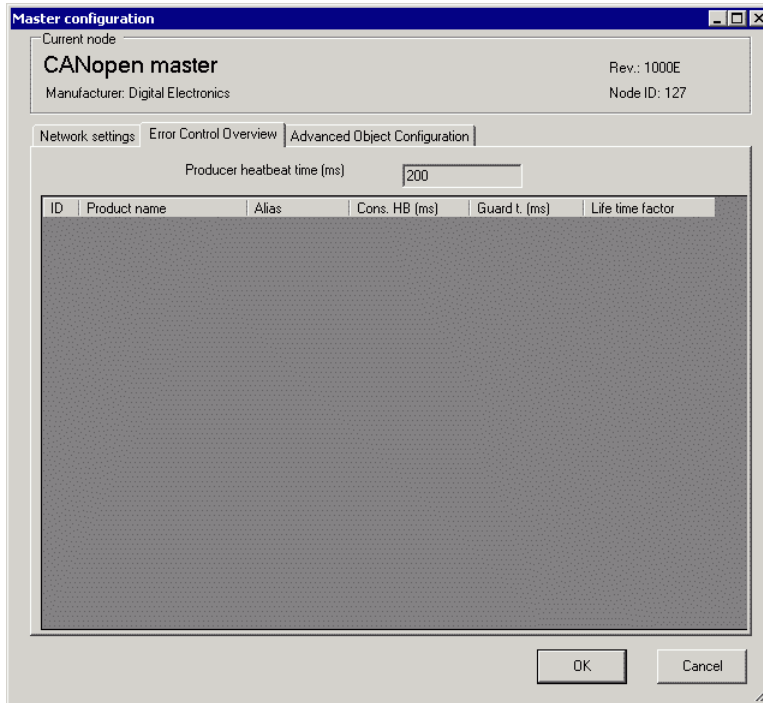 Master configuration
Current node
CANopen master
Rev.: 1000E
Manufacturer: Digital Electronics
Node ID: 127
Network settings Error Control Overview Advanced Object Configuration
Producer heatbeat time (ms) 200
ID Product name Alias Cons. HB (ms) Guard t. (ms) Life time factor
OK Cancel